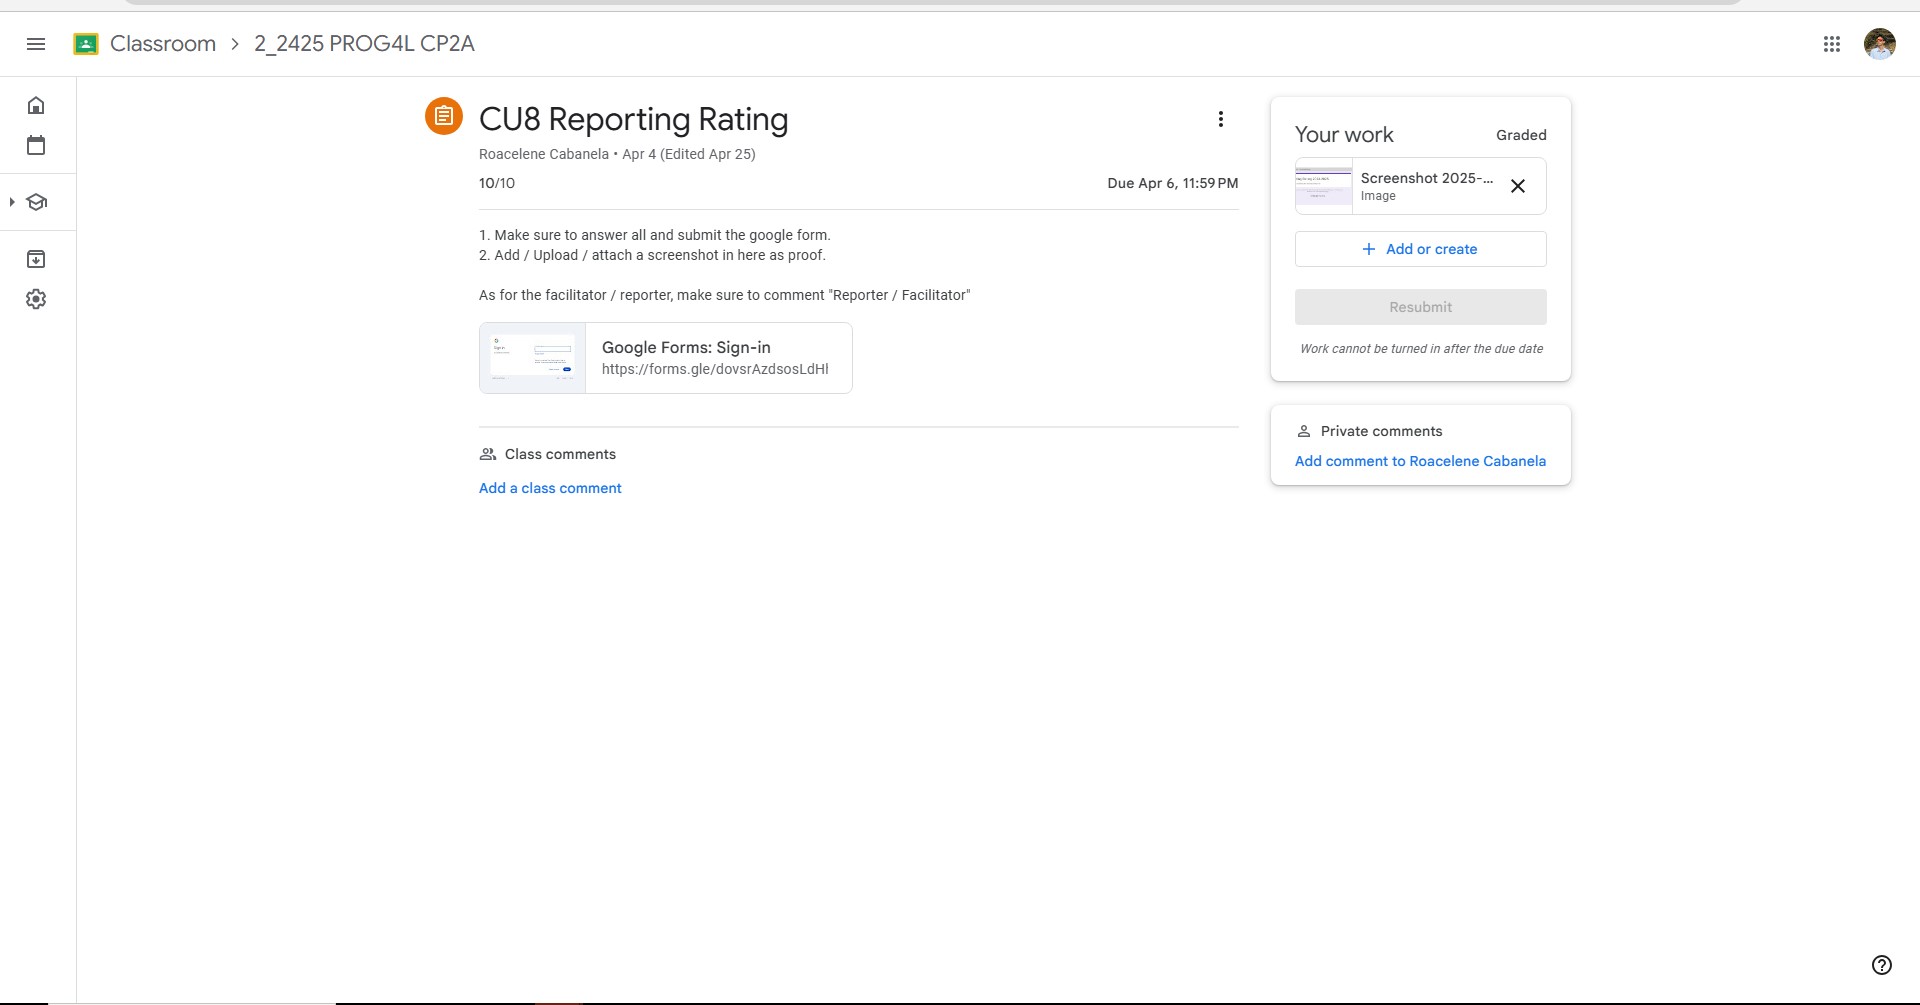 Classroom > 2_2425 PROG4L CP2A
CU8 Reporting Rating
Roacelene Cabanela • Apr 4 (Edited Apr 25)
10/10
Due Apr 6, 11:59 PM
1. Make sure to answer all and submit the google form.
2. Add / Upload / attach a screenshot in here as proof.
As for the facilitator / reporter, make sure to comment "Reporter / Facilitator"
Google Forms: Sign-in
https://forms.gle/dovsrAzdsosLdHl
Class comments
Add a class comment
Your work
Graded
Screenshot 2025-...
Image
+ Add or create
Resubmit
Work cannot be turned in after the due date
Private comments
Add comment to Roacelene Cabanela